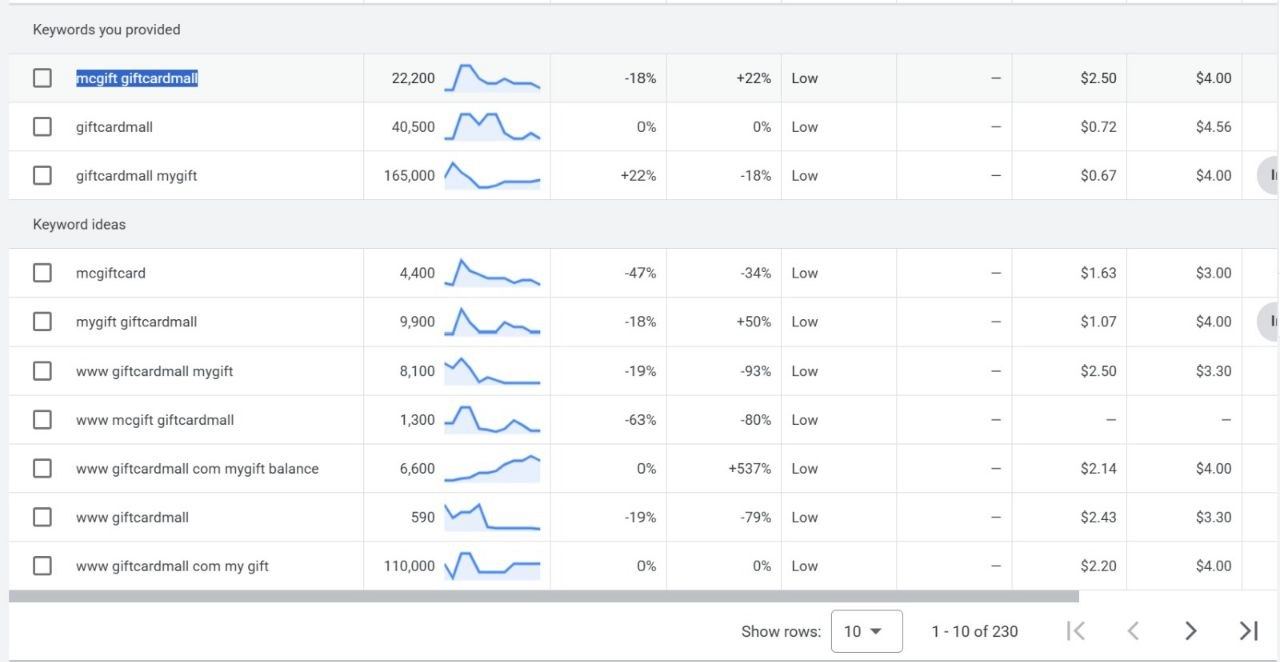 Keywords you provided
mcgift giftcardmall 22,200 -18% +22% Low – $2.50 $4.00
giftcardmall 40,500 0% 0% Low – $0.72 $4.56
giftcardmall mygift 165,000 +22% -18% Low – $0.67 $4.00
Keyword ideas
mcgiftcard 4,400 -47% -34% Low – $1.63 $3.00
mygift giftcardmall 9,900 -18% +50% Low – $1.07 $4.00
www giftcardmall mygift 8,100 -19% -93% Low – $2.50 $3.30
www mcgift giftcardmall 1,300 -63% -80% Low – – –
www giftcardmall com mygift balance 6,600 0% +537% Low – $2.14 $4.00
www giftcardmall 590 -19% -79% Low – $2.43 $3.30
www giftcardmall com my gift 110,000 0% 0% Low – $2.20 $4.00
Show rows: 10 1 - 10 of 230